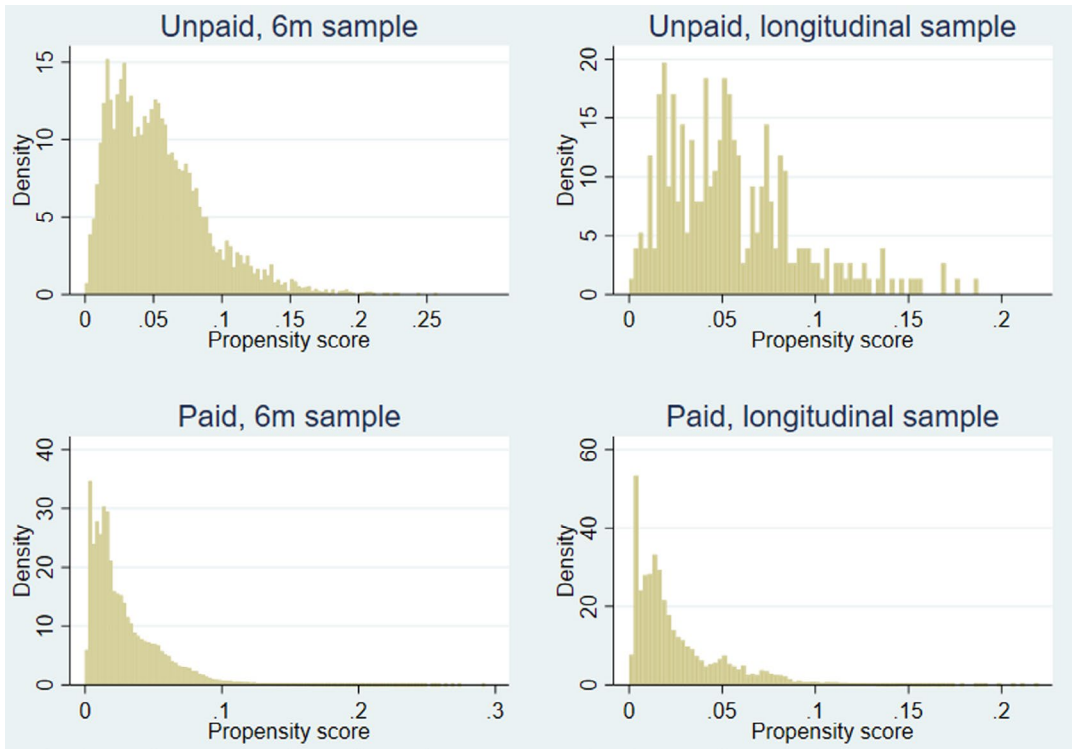 Unpaid, 6m sample
Density
15
10
5
0
0 .05 .1 .15 .2 .25
Propensity score
Unpaid, longitudinal sample
Density
20
15
10
5
0
0 .05 .1 .15 .2
Propensity score
Paid, 6m sample
Density
40
30
20
10
0
0 .1 .2 .3
Propensity score
Paid, longitudinal sample
Density
60
40
20
0
0 .05 .1 .15 .2
Propensity score